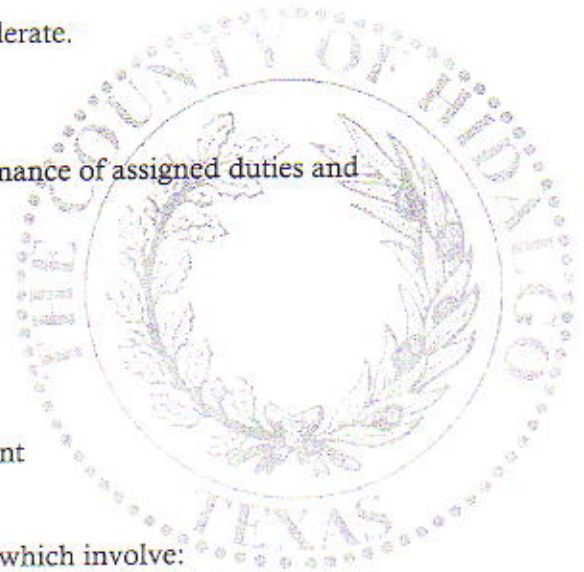 lerate.
nance of assigned duties and
nt
which involve:
THE COUNTY OF HIDALGO
TEXAS